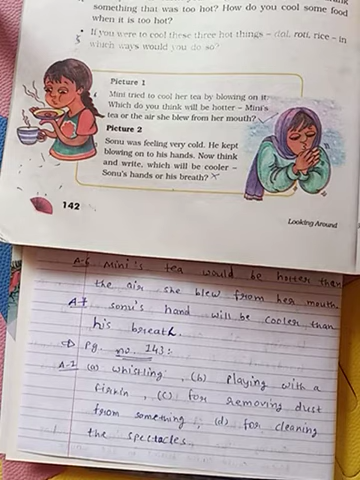 something that was too hot? How do you cool some food
when it is too hot?
If you were to cool these three hot things – dal, roti, rice – in
which ways would you do so?
Picture 1
Mini tried to cool her tea by blowing on it.
Which do you think will be hotter – Mini's
tea or the air she blew from her mouth?
Picture 2
Sonu was feeling very cold. He kept
blowing on to his hands. Now think
and write, which will be cooler –
Sonu's hands or his breath?
142
Looking Around
A-6 Mini's tea would be hotter than
the air she blew from her mouth
A-7 Sonu's hand will be cooler than
his breath.
Pg. no. 143:
A-1 (a) whistling, (b) Playing with a
firkin, (c) for removing dust
from something, (d) for cleaning
the spectacles